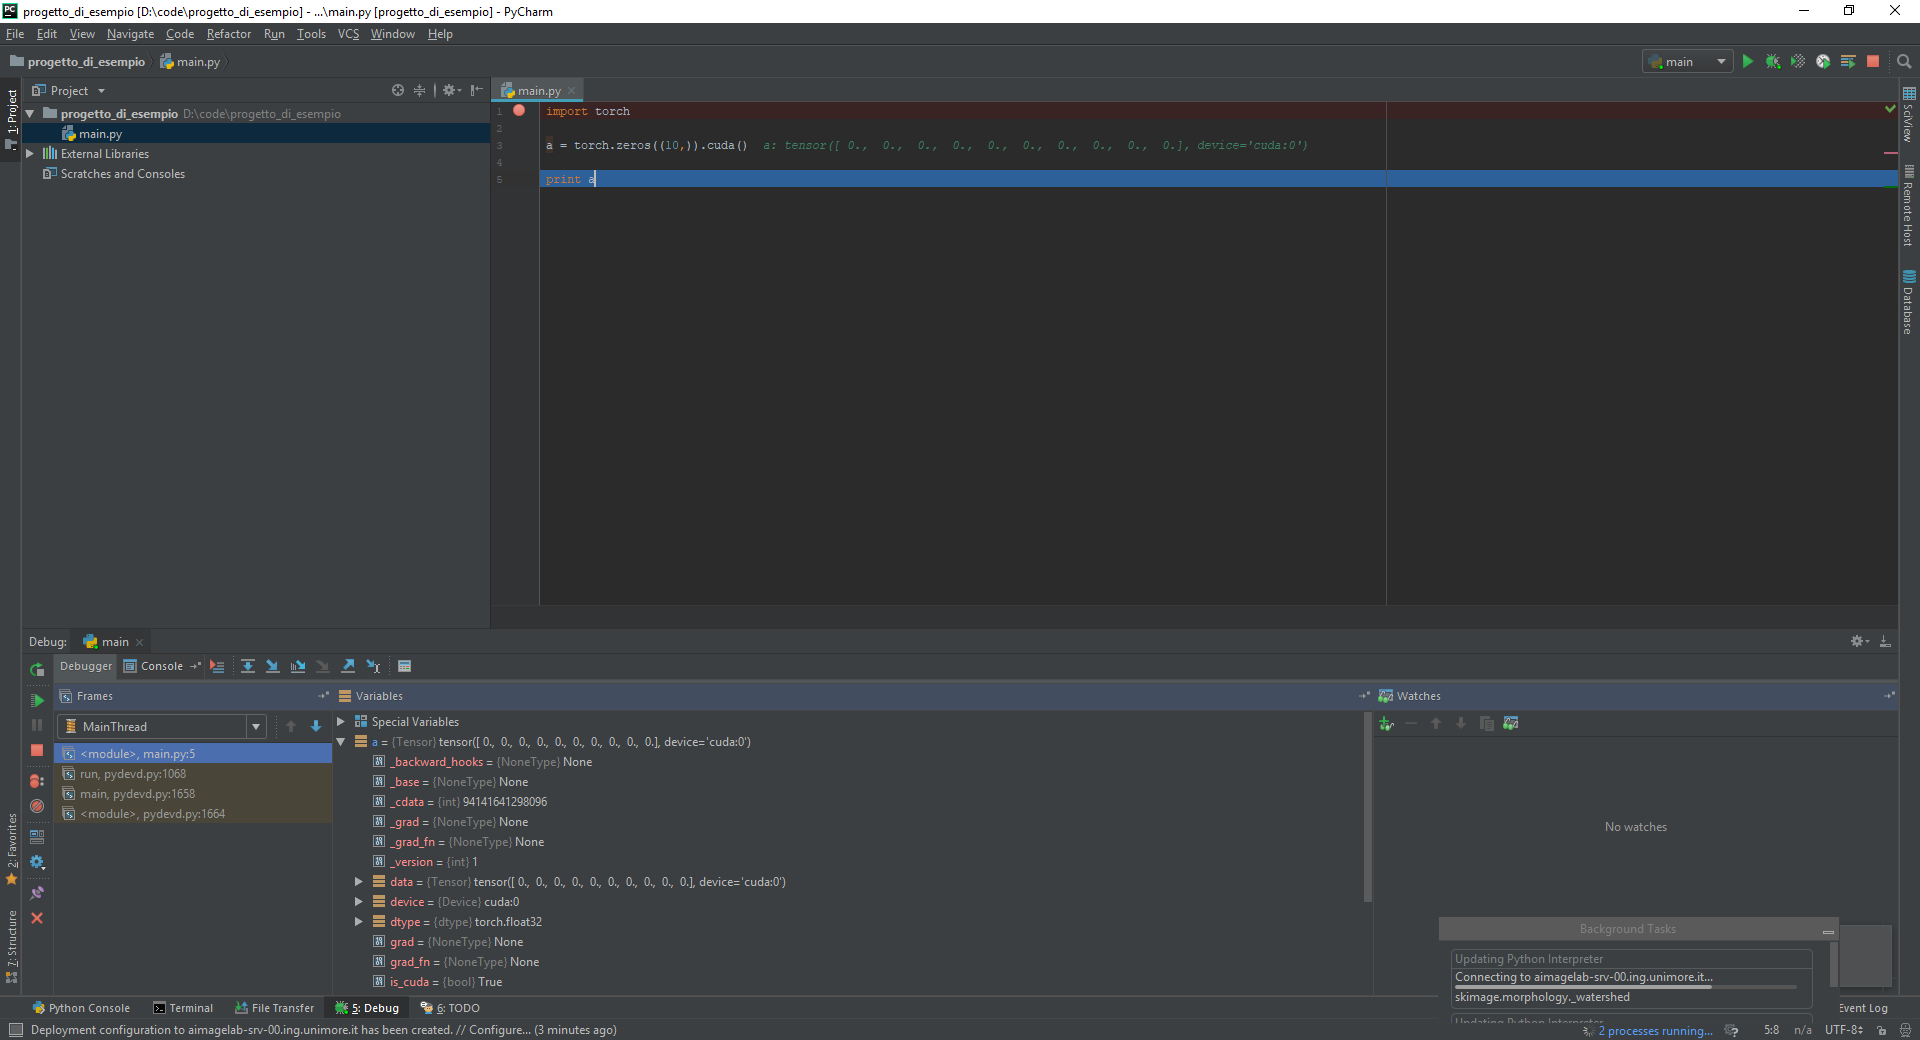 progetto_di_esempio [D:\code\progetto_di_esempio] - ...\main.py [progetto_di_esempio] - PyCharm
File Edit View Navigate Code Refactor Run Tools VCS Window Help
progetto_di_esempio main.py
main
Project
main.py
1: Project
progetto_di_esempio D:\code\progetto_di_esempio
main.py
External Libraries
Scratches and Consoles
1 import torch
2
3 a = torch.zeros((10,)).cuda() a: tensor([ 0., 0., 0., 0., 0., 0., 0., 0., 0., 0.], device='cuda:0')
4
5 print a
SciView
Remote Host
Database
Debug: main
Debugger Console
Frames
Variables
Watches
MainThread
<module>, main.py:5
run, pydevd.py:1068
main, pydevd.py:1658
<module>, pydevd.py:1664
Special Variables
a = {Tensor} tensor([ 0., 0., 0., 0., 0., 0., 0., 0., 0., 0.], device='cuda:0')
_backward_hooks = {NoneType} None
_base = {NoneType} None
_cdata = {int} 94141641298096
_grad = {NoneType} None
_grad_fn = {NoneType} None
_version = {int} 1
data = {Tensor} tensor([ 0., 0., 0., 0., 0., 0., 0., 0., 0., 0.], device='cuda:0')
device = {Device} cuda:0
dtype = {dtype} torch.float32
grad = {NoneType} None
grad_fn = {NoneType} None
is_cuda = {bool} True
No watches
2: Favorites
7: Structure
Background Tasks
Updating Python Interpreter
Connecting to aimagelab-srv-00.ing.unimore.it...
skimage.morphology._watershed
Updating Python Interpreter
Python Console Terminal File Transfer 5: Debug 6: TODO Event Log
Deployment configuration to aimagelab-srv-00.ing.unimore.it has been created. // Configure... (3 minutes ago)
2 processes running... 5:8 n/a UTF-8